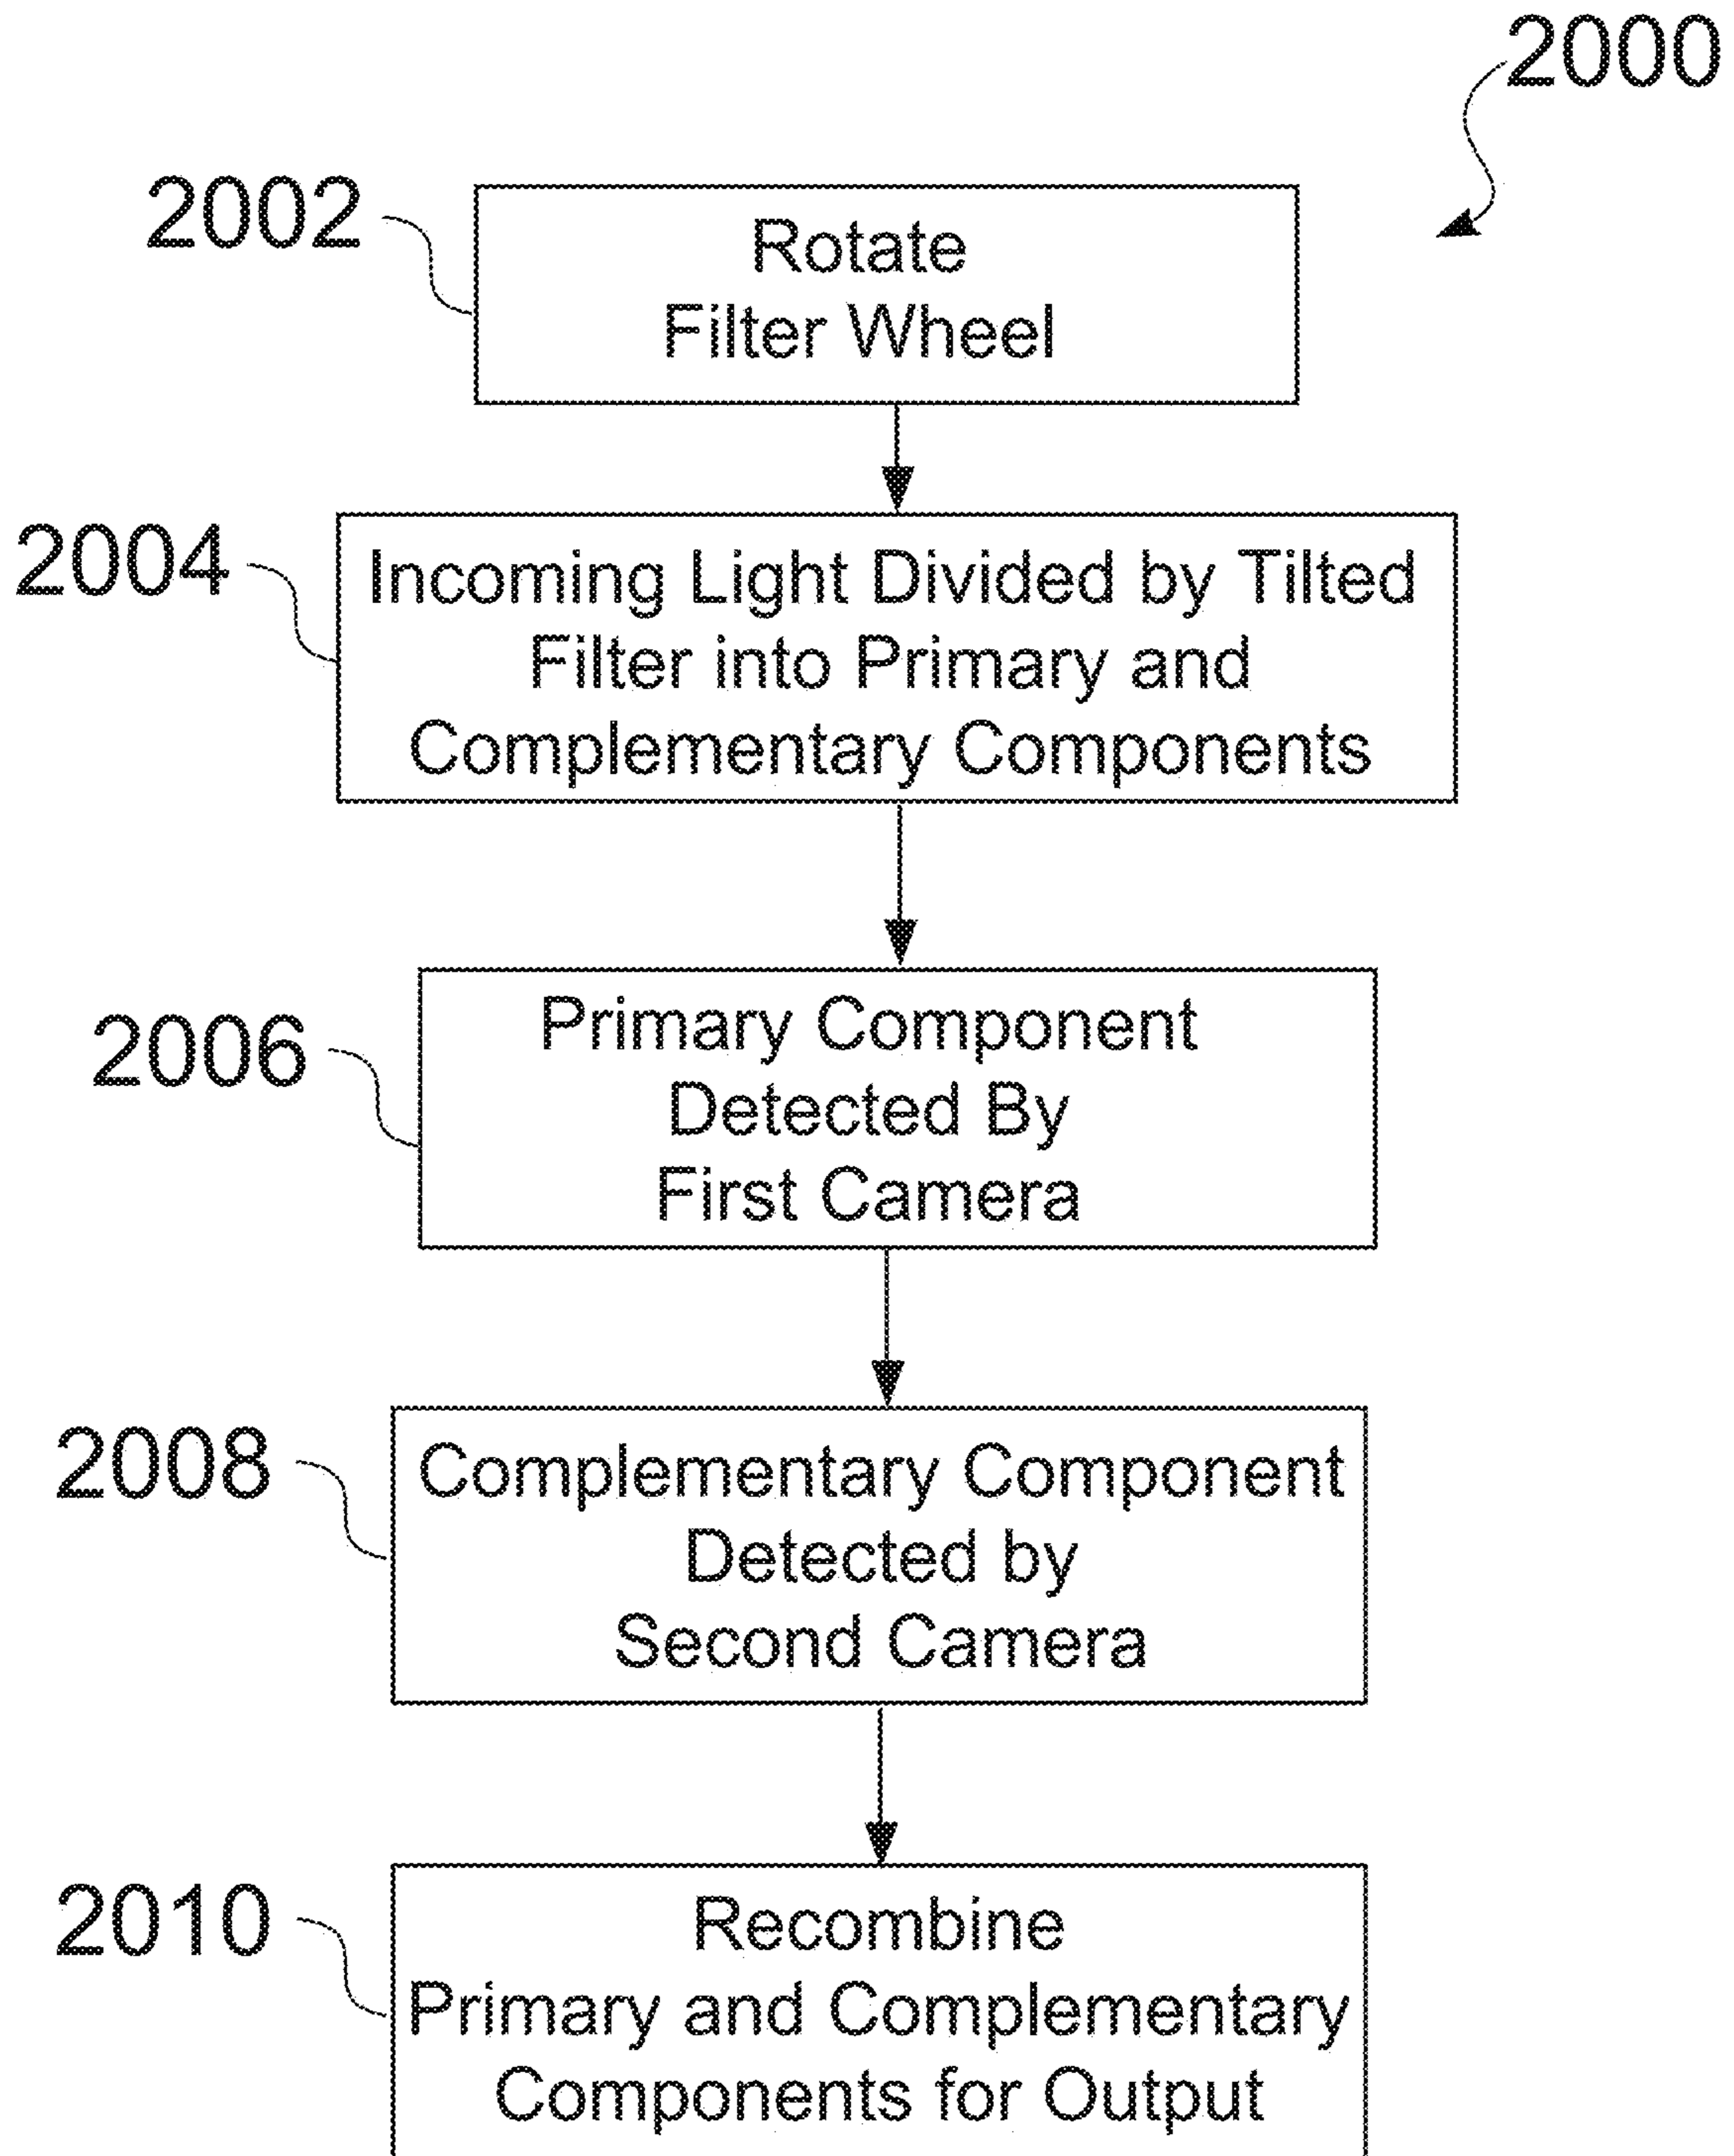 2000
2002
Rotate
Filter Wheel
2004
Incoming Light Divided by Tilted
Filter into Primary and
Complementary Components
2006
Primary Component
Detected By
First Camera
2008
Complementary Component
Detected by
Second Camera
2010
Recombine
Primary and Complementary
Components for Output